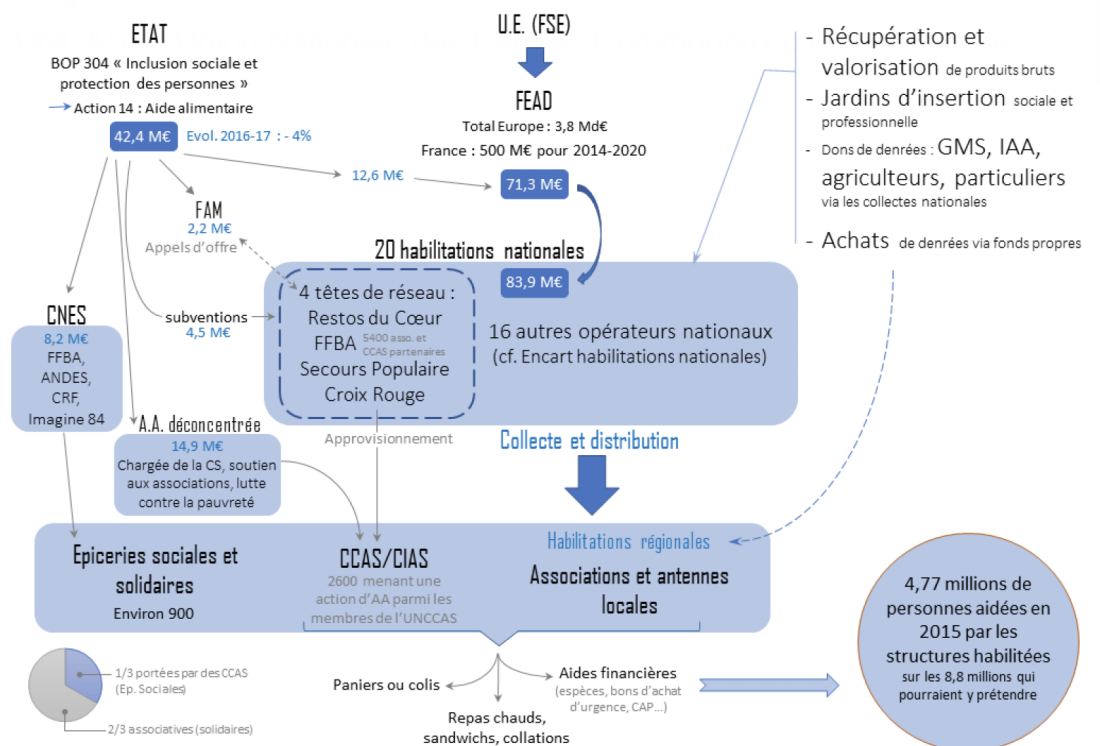 ETAT
BOP 304 « Inclusion sociale et
protection des personnes »
Action 14 : Aide alimentaire
42,4 M€
Evol. 2016-17 : - 4%
U.E. (FSE)
FEAD
Total Europe : 3,8 Md€
France : 500 M€ pour 2014-2020
12,6 M€
71,3 M€
- Récupération et
valorisation de produits bruts
- Jardins d'insertion sociale et
professionnelle
- Dons de denrées : GMS, IAA,
agriculteurs, particuliers
via les collectes nationales
- Achats de denrées via fonds propres
FAM
2,2 M€
Appels d'offre
20 habilitations nationales
83,9 M€
4 têtes de réseau :
Restos du Cœur
FFBA 5400 asso. et
CCAS partenaires
Secours Populaire
Croix Rouge
16 autres opérateurs nationaux
(cf. Encart habilitations nationales)
subventions
4,5 M€
CNES
8,2 M€
FFBA,
ANDES,
CRF,
Imagine 84
A.A. déconcentrée
14,9 M€
Chargée de la CS, soutien
aux associations, lutte
contre la pauvreté
Approvisionnement
Collecte et distribution
Epiceries sociales et
solidaires
Environ 900
CCAS/CIAS
2600 menant une
action d'AA parmi les
membres de l'UNCCAS
Habilitations régionales
Associations et antennes
locales
1/3 portées par des CCAS
(Ep. Sociales)
2/3 associatives (solidaires)
Paniers ou colis
Repas chauds,
sandwichs, collations
Aides financières
(espèces, bons d'achat
d'urgence, CAP...)
4,77 millions de
personnes aidées en
2015 par les
structures habilitées
sur les 8,8 millions qui
pourraient y prétendre